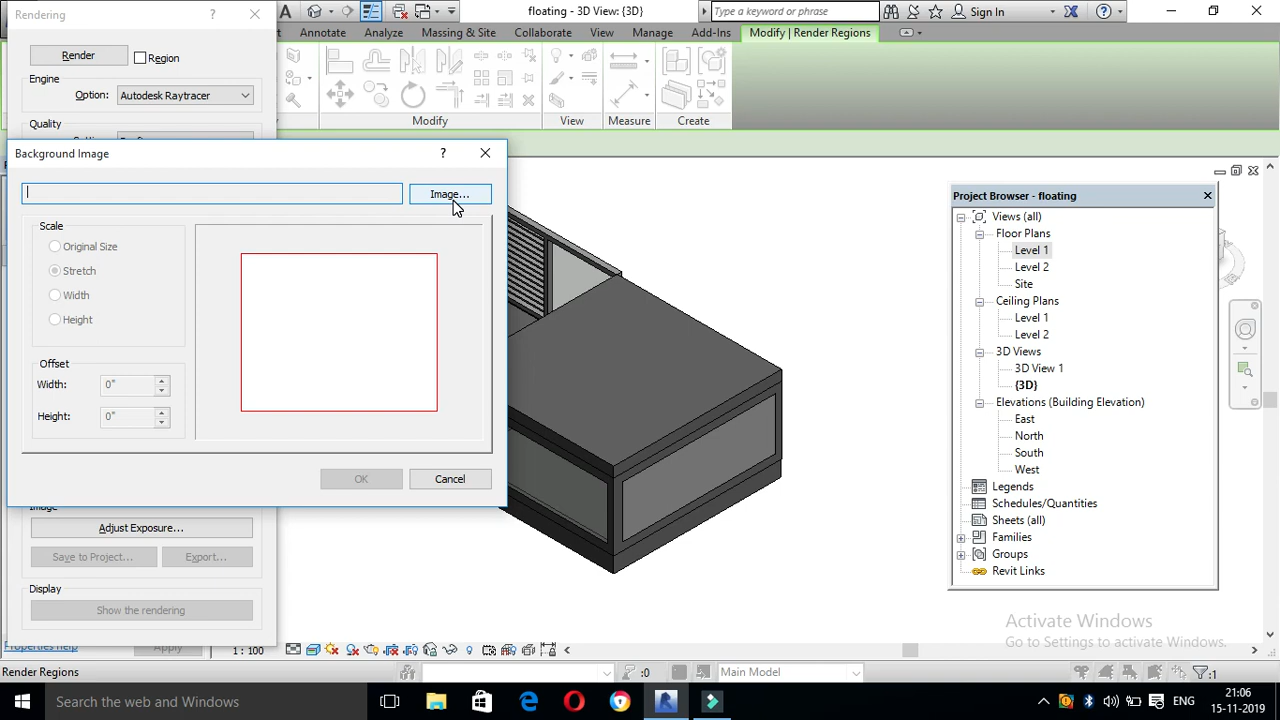 Rendering
floating - 3D View: {3D}
Type a keyword or phrase
Sign In
Annotate
Analyze
Massing & Site
Collaborate
View
Manage
Add-Ins
Modify | Render Regions
Render
Region
Engine
Option:
Autodesk Raytracer
Quality
Modify
View
Measure
Create
Background Image
Image...
Scale
Original Size
Stretch
Width
Height
Offset
Width:
0"
Height:
0"
OK
Cancel
Image
Adjust Exposure...
Save to Project...
Export...
Display
Show the rendering
Properties help
Apply
Project Browser - floating
Views (all)
Floor Plans
Level 1
Level 2
Site
Ceiling Plans
Level 1
Level 2
3D Views
3D View 1
{3D}
Elevations (Building Elevation)
East
North
South
West
Legends
Schedules/Quantities
Sheets (all)
Families
Groups
Revit Links
Activate Windows
Go to Settings to activate Windows.
1 : 100
Render Regions
:0
Main Model
:1
Search the web and Windows
ENG
21:06
15-11-2019